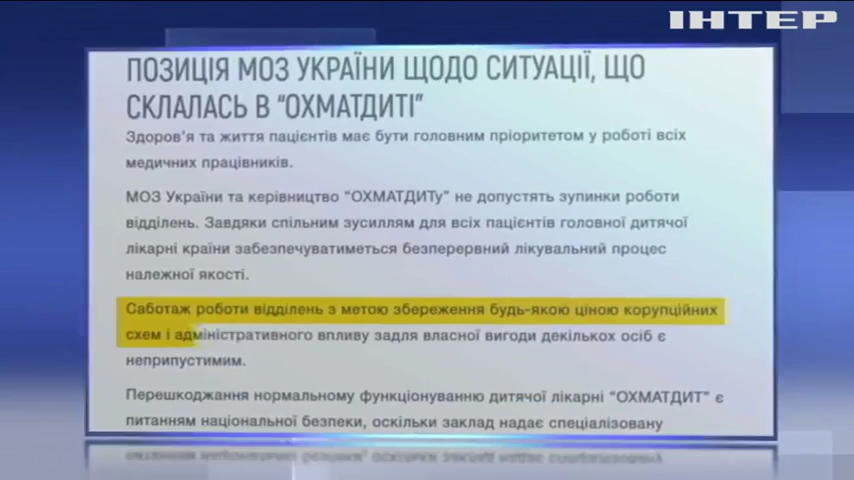 ІНТЕР
ПОЗИЦІЯ МОЗ УКРАЇНИ ЩОДО СИТУАЦІЇ, ЩО
СКЛАЛАСЬ В “ОХМАТДИТІ”
Здоров’я та життя пацієнтів має бути головним пріоритетом у роботі всіх
медичних працівників.
МОЗ України та керівництво “ОХМАТДИТу” не допустять зупинки роботи
відділень. Завдяки спільним зусиллям для всіх пацієнтів головної дитячої
лікарні країни забезпечуватиметься безперервний лікувальний процес
належної якості.
Саботаж роботи відділень з метою збереження будь-якою ціною корупційних
схем і адміністративного впливу задля власної вигоди декількох осіб є
неприпустимим.
Перешкоджання нормальному функціонуванню дитячої лікарні “ОХМАТДИТ” є
питанням національної безпеки, оскільки заклад надає спеціалізовану